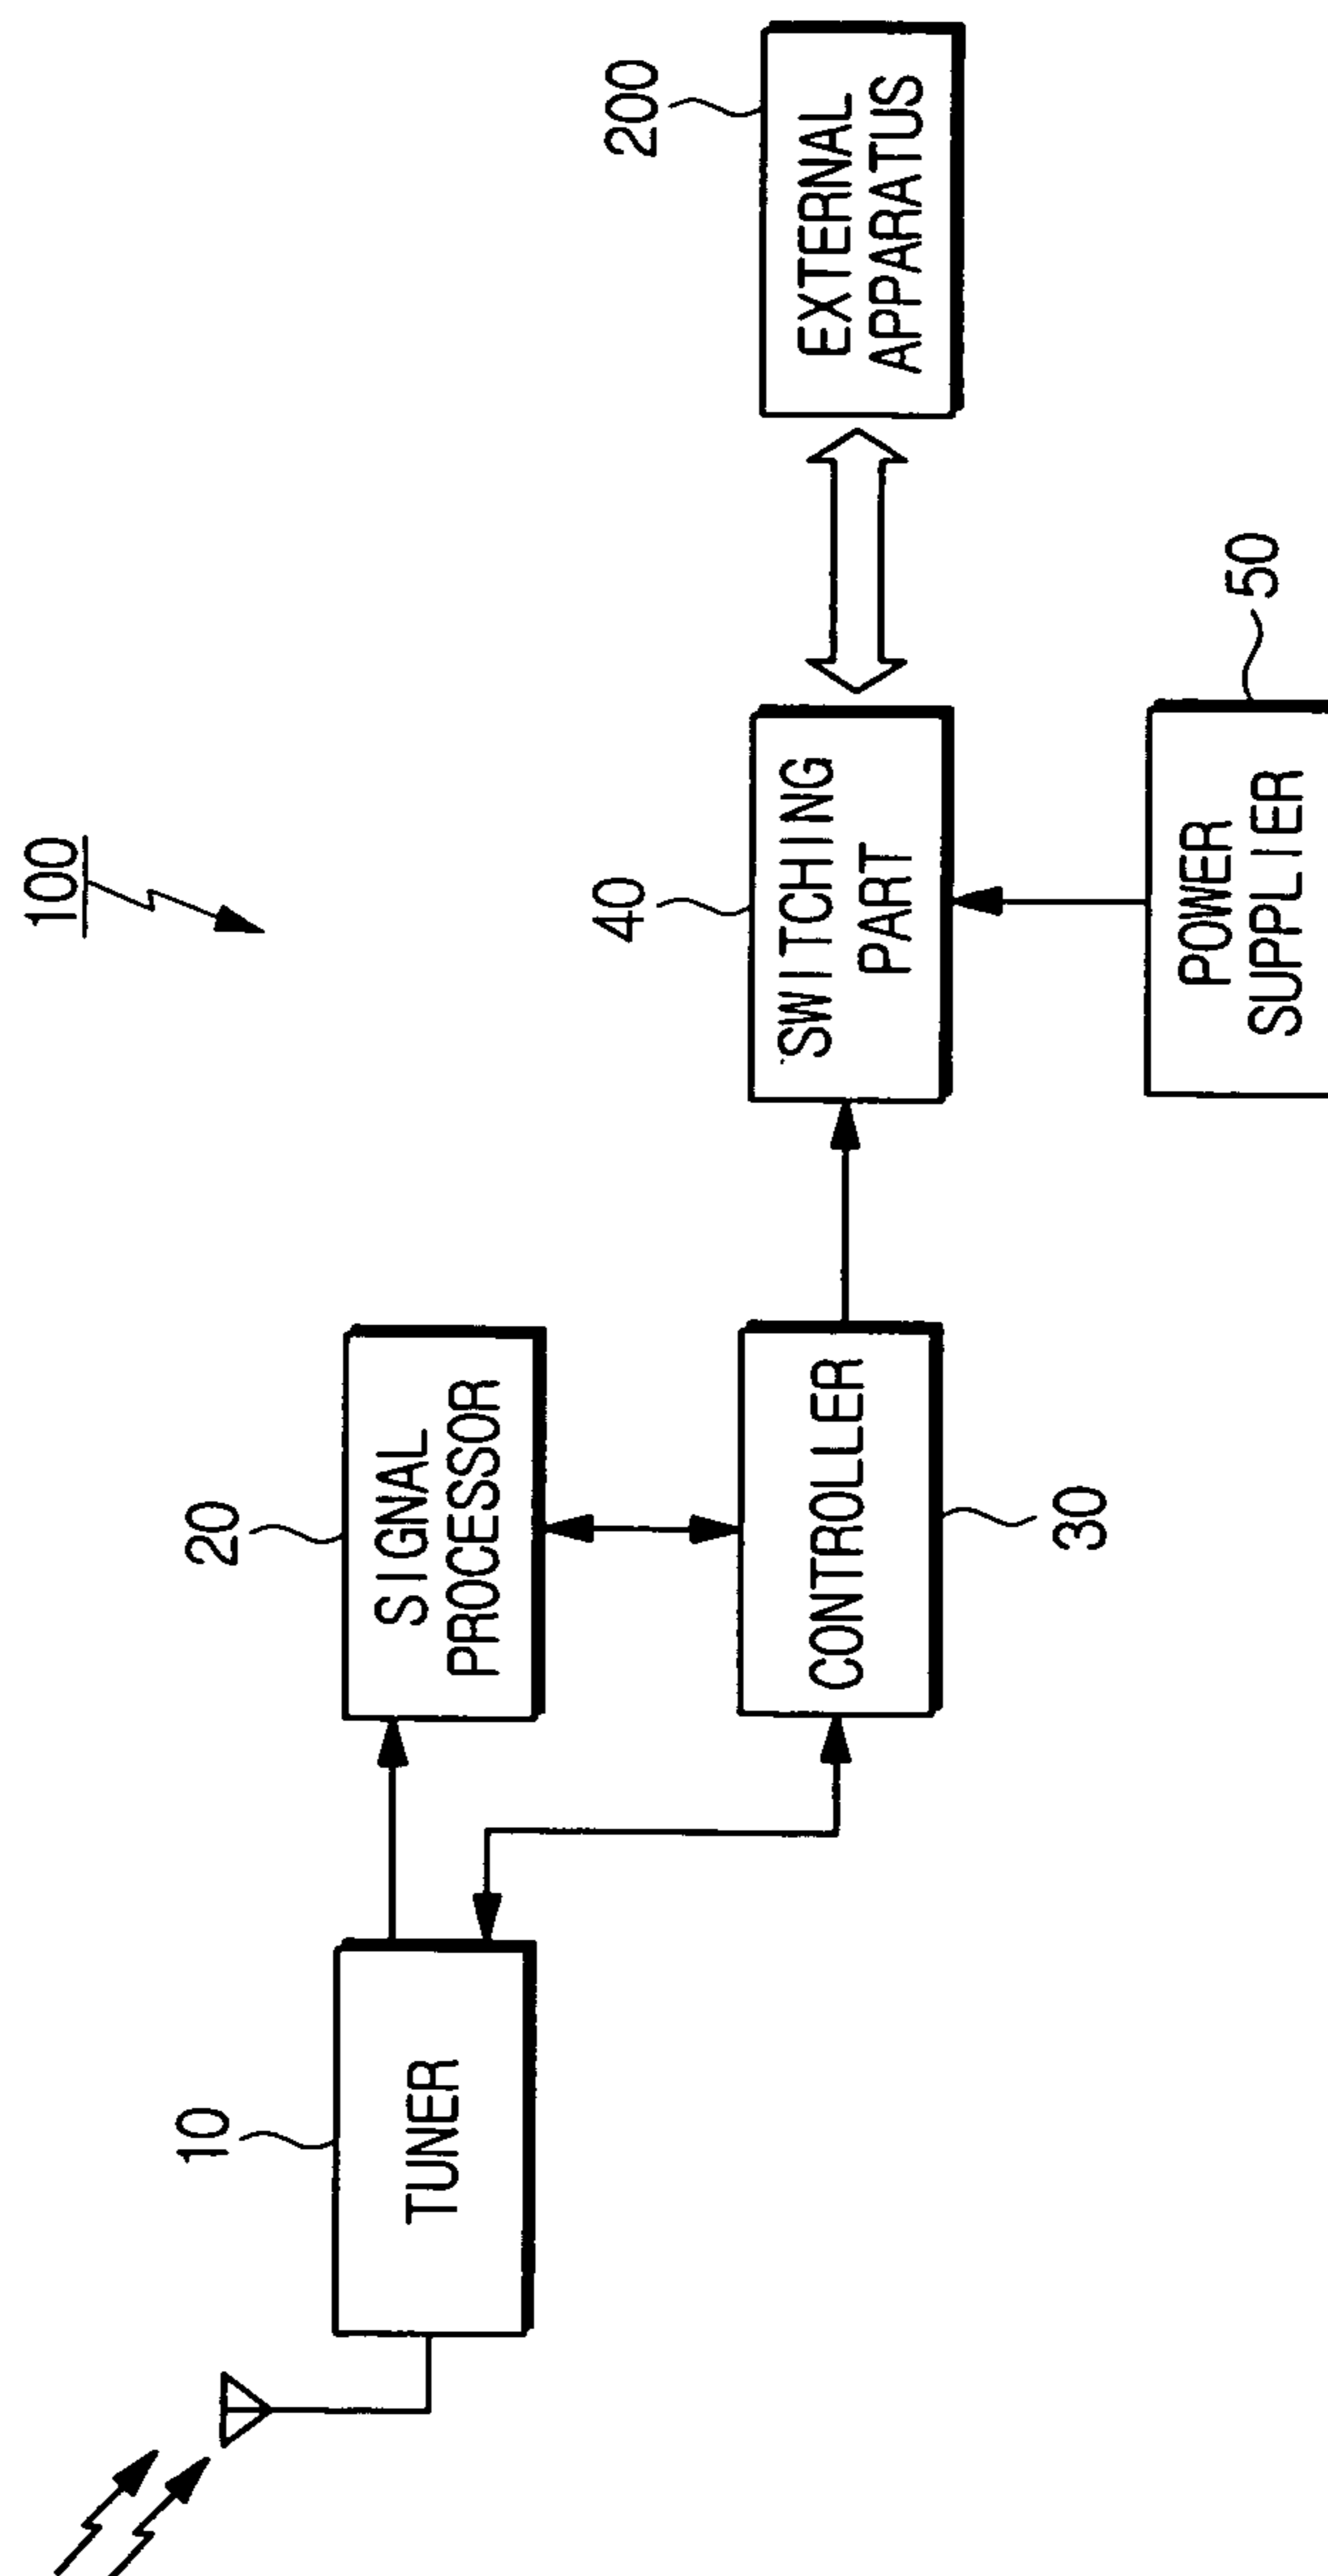 100
10
TUNER
20
SIGNAL
PROCESSOR
CONTROLLER
30
40
SWITCHING
PART
POWER
SUPPLIER
50
200
EXTERNAL
APPARATUS